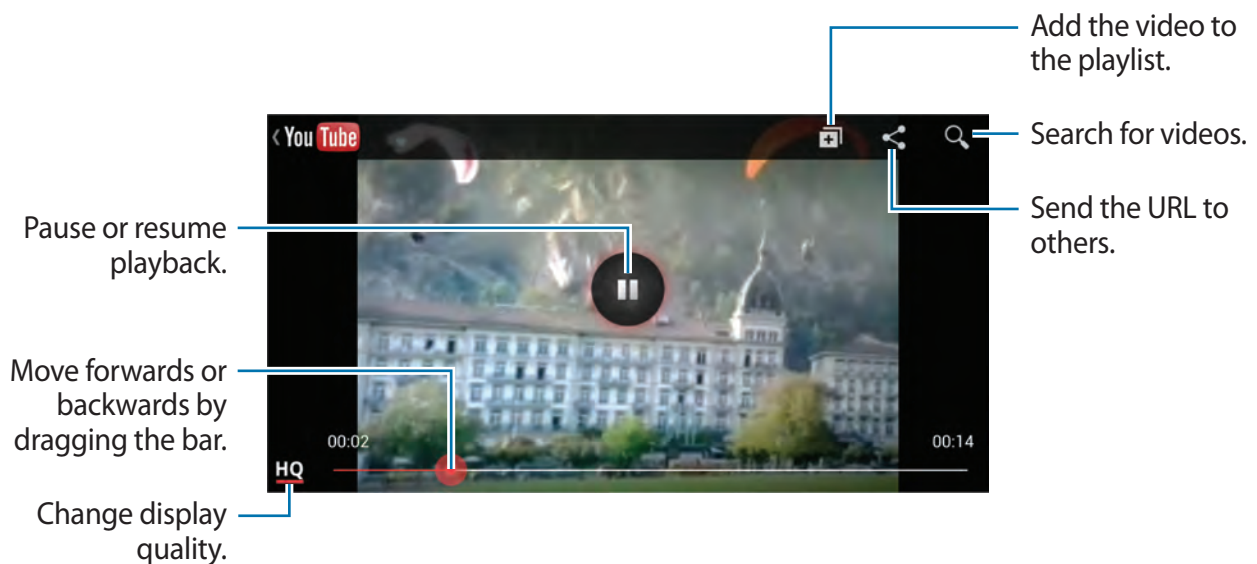 Add the video to
the playlist.
You Tube
Search for videos.
Send the URL to
others.
Pause or resume
playback.
Move forwards or
backwards by
dragging the bar.
00:02
00:14
HQ
Change display
quality.